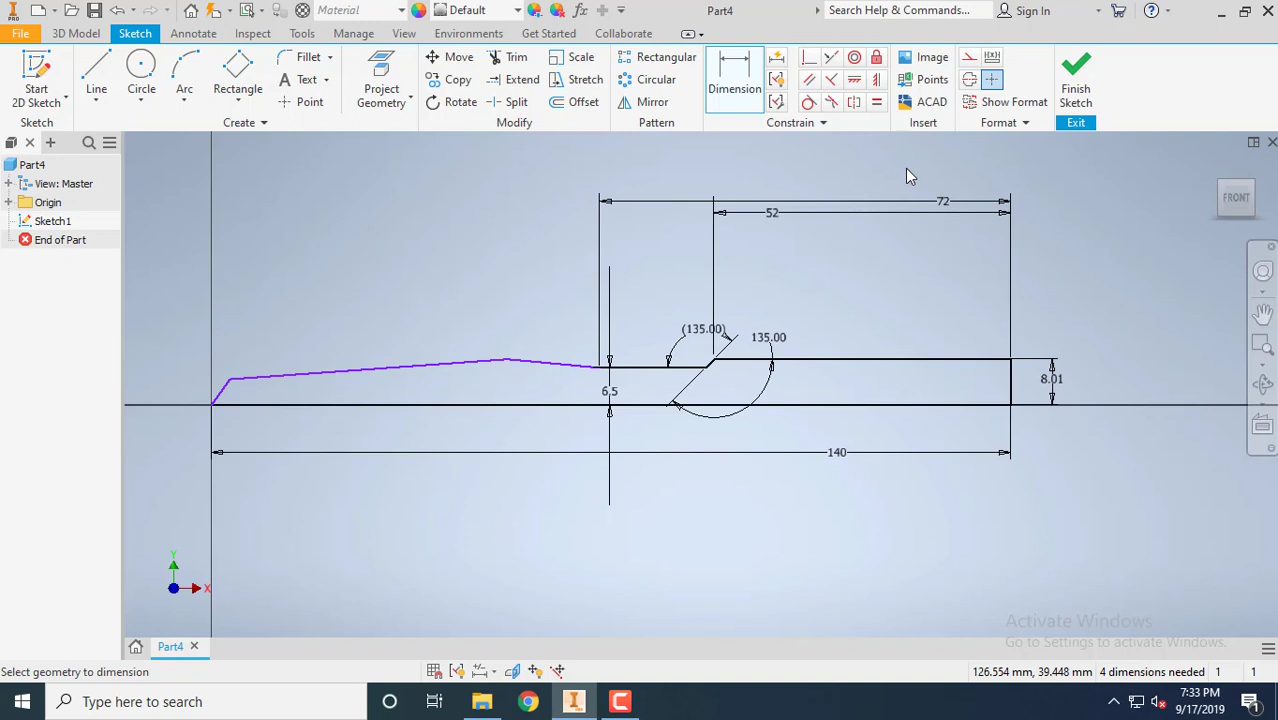 Material
Default
Part4
Search Help & Commands...
Sign In
File
3D Model
Sketch
Annotate
Inspect
Tools
Manage
View
Environments
Get Started
Collaborate
Start
2D Sketch
Line
Circle
Arc
Rectangle
Fillet
Text
Point
Project
Geometry
Move
Copy
Rotate
Trim
Extend
Split
Scale
Stretch
Offset
Rectangular
Circular
Mirror
Dimension
Image
Points
ACAD
Show Format
Finish
Sketch
Sketch
Create
Modify
Pattern
Constrain
Insert
Format
Exit
Part4
View: Master
Origin
Sketch1
End of Part
FRONT
72
52
(135.00)
135.00
6.5
8.01
140
Y
X
Activate Windows
Go to Settings to activate Windows.
Part4
Select geometry to dimension
126.554 mm, 39.448 mm
4 dimensions needed
1
1
Type here to search
7:33 PM
9/17/2019